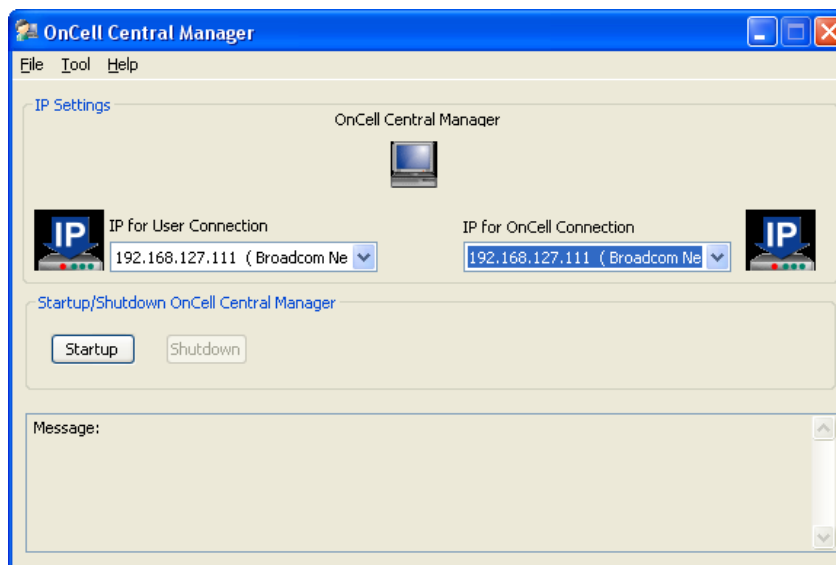 OnCell Central Manager
File Tool Help
IP Settings
OnCell Central Manager
IP
IP for User Connection
192.168.127.111 ( Broadcom Ne
IP for OnCell Connection
192.168.127.111 ( Broadcom Ne
IP
Startup/Shutdown OnCell Central Manager
Startup Shutdown
Message: